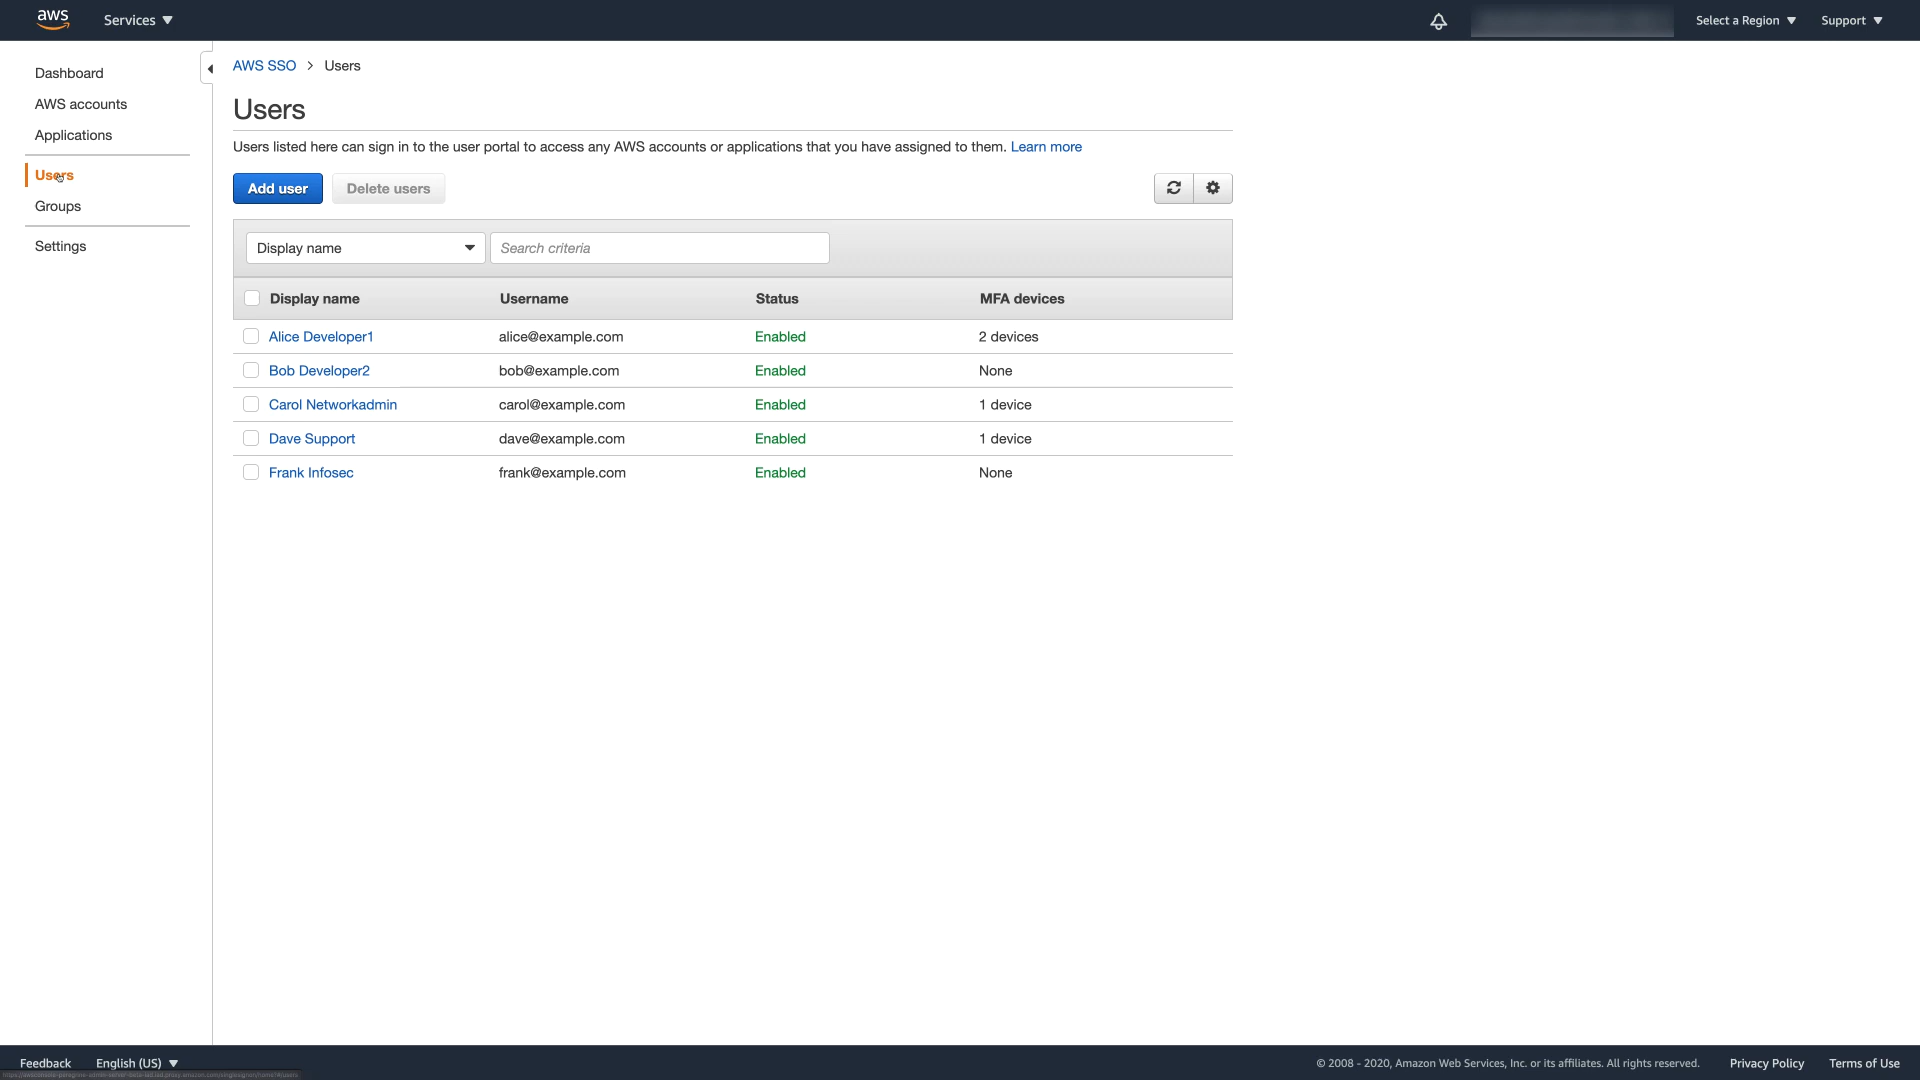 aws Services Select a Region Support
Dashboard
AWS accounts
Applications
Users
Groups
Settings
AWS SSO > Users
Users
Users listed here can sign in to the user portal to access any AWS accounts or applications that you have assigned to them. Learn more
Add user Delete users
Display name Search criteria
Display name Username Status MFA devices
Alice Developer1 alice@example.com Enabled 2 devices
Bob Developer2 bob@example.com Enabled None
Carol Networkadmin carol@example.com Enabled 1 device
Dave Support dave@example.com Enabled 1 device
Frank Infosec frank@example.com Enabled None
Feedback English (US) © 2008 - 2020, Amazon Web Services, Inc. or its affiliates. All rights reserved. Privacy Policy Terms of Use